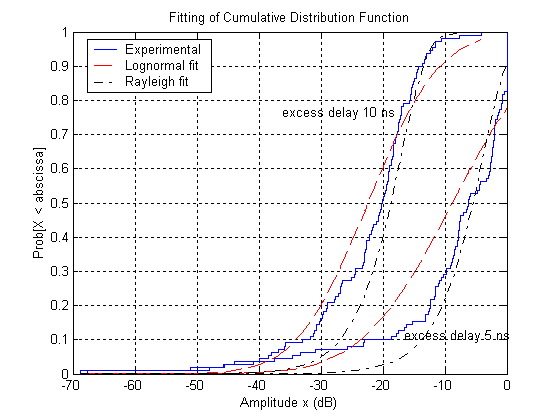 Fitting of Cumulative Distribution Function
1
0.9
0.8
0.7
0.6
0.5
0.4
0.3
0.2
0.1
0
Prob[X < abscissa]
Experimental
Lognormal fit
Rayleigh fit
excess delay 10 ns
excess delay 5 ns
-70
-60
-50
-40
-30
-20
-10
0
Amplitude x (dB)